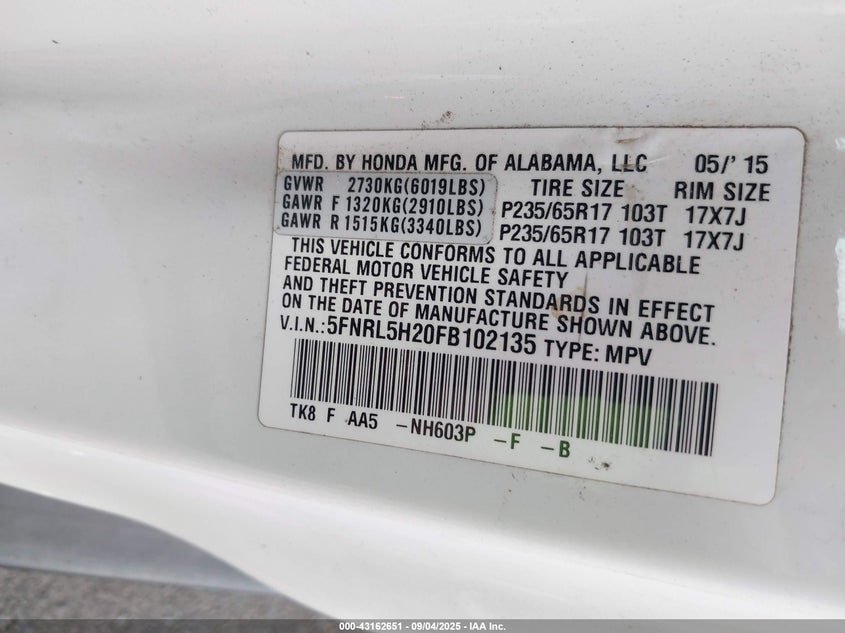 MFD. BY HONDA MFG. OF ALABAMA, LLC 05/' 15
GVWR 2730KG(6019LBS) TIRE SIZE RIM SIZE
GAWR F 1320KG(2910LBS) P235/65R17 103T 17X7J
GAWR R 1515KG(3340LBS) P235/65R17 103T 17X7J
THIS VEHICLE CONFORMS TO ALL APPLICABLE
FEDERAL MOTOR VEHICLE SAFETY
AND THEFT PREVENTION STANDARDS IN EFFECT
ON THE DATE OF MANUFACTURE SHOWN ABOVE.
V.I.N.:5FNRL5H20FB102135 TYPE: MPV
TK8 F AA5 -NH603P -F -B
000-43162651 - 09/04/2025 - IAA Inc.